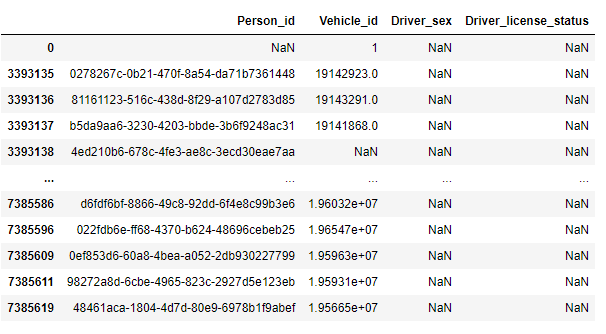 Person_id Vehicle_id Driver_sex Driver_license_status
0 NaN 1 NaN NaN
3393135 0278267c-0b21-470f-8a54-da71b7361448 19142923.0 NaN NaN
3393136 81161123-516c-438d-8f29-a107d2783d85 19143291.0 NaN NaN
3393137 b5da9aa6-3230-4203-bbde-3b6f9248ac31 19141868.0 NaN NaN
3393138 4ed210b6-678c-4fe3-ae8c-3ecd30eae7aa NaN NaN NaN
... ... ... ... ...
7385586 d6fdf6bf-8866-49c8-92dd-6f4e8c99b3e6 1.96032e+07 NaN NaN
7385596 022fdb6e-ff68-4370-b624-48696cebeb25 1.96547e+07 NaN NaN
7385609 0ef853d6-60a8-4bea-a052-2db930227799 1.95963e+07 NaN NaN
7385611 98272a8d-6cbe-4965-823c-2927d5e123eb 1.95931e+07 NaN NaN
7385619 48461aca-1804-4d7d-80e9-6978b1f9abef 1.95665e+07 NaN NaN